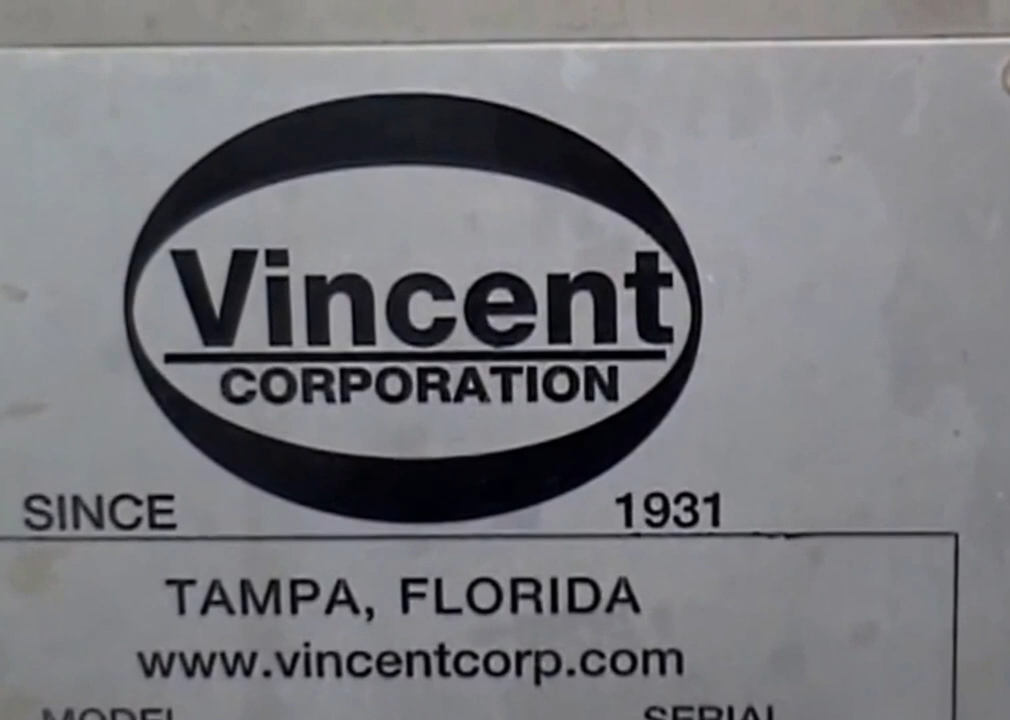 Vincent
CORPORATION
SINCE 1931
TAMPA, FLORIDA
www.vincentcorp.com
MODEL SERIAL